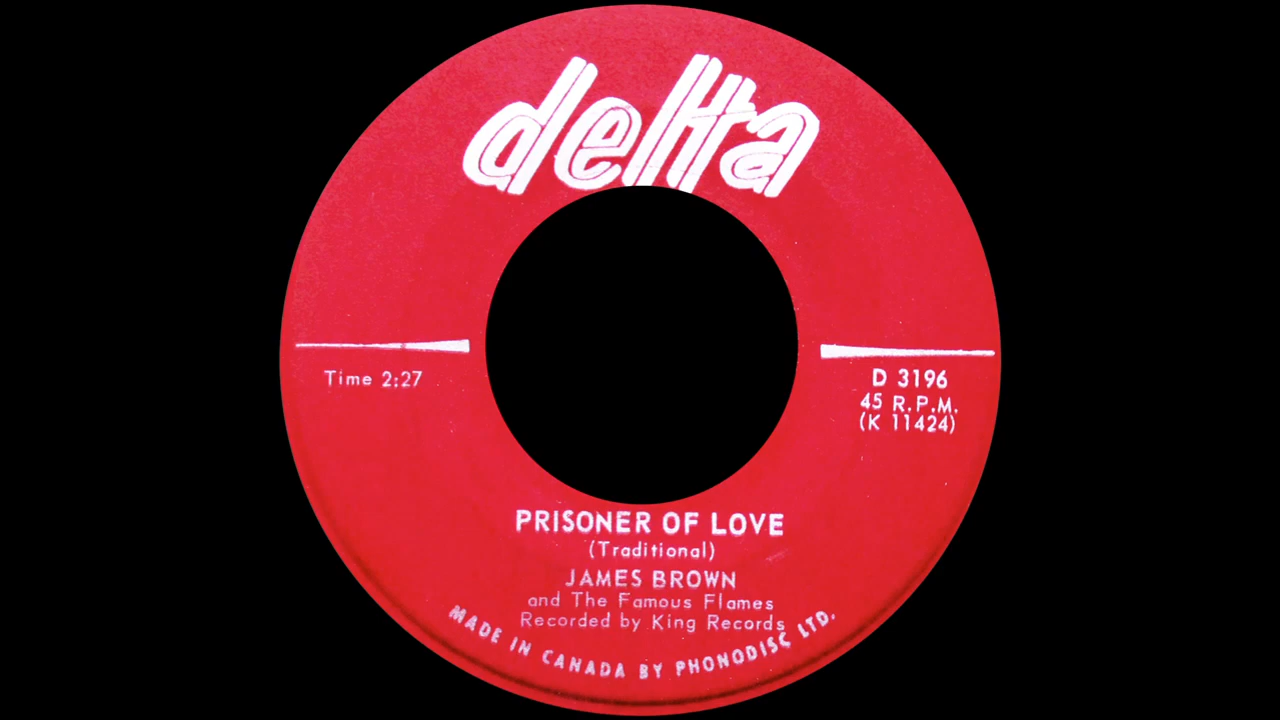 delta
Time 2:27
D 3196
45 R.P.M.
(K 11424)
PRISONER OF LOVE
(Traditional)
JAMES BROWN
and The Famous Flames
Recorded by King Records
MADE IN CANADA BY PHONODISC LTD.